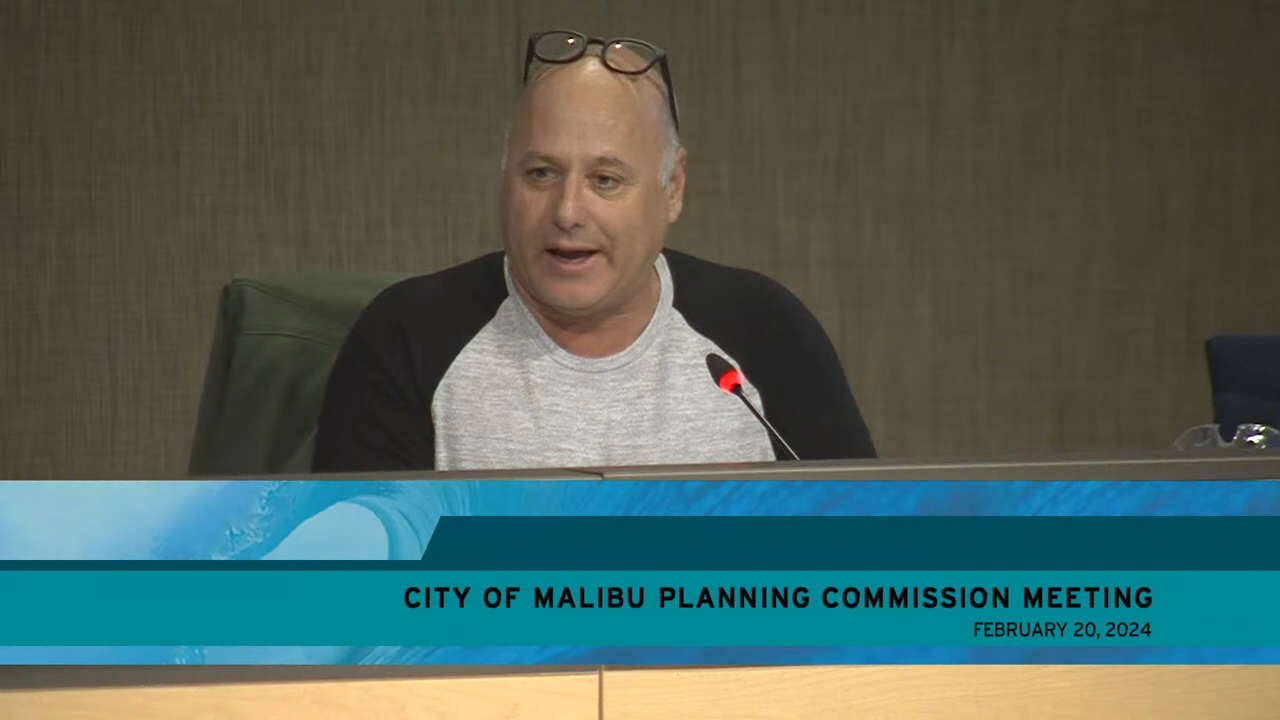 CITY OF MALIBU PLANNING COMMISSION MEETING
FEBRUARY 20, 2024